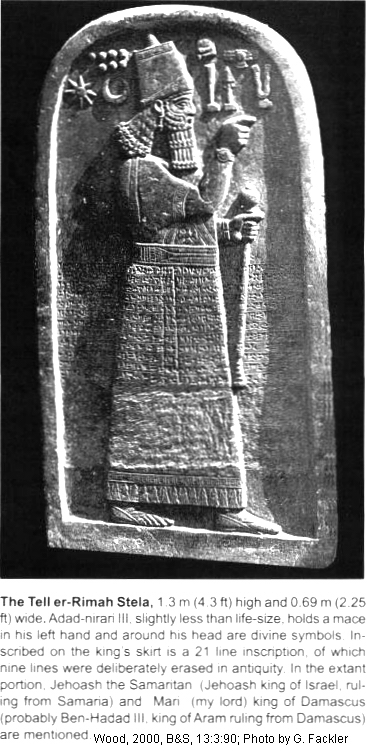 The Tell er-Rimah Stela, 1.3 m (4.3 ft) high and 0.69 m (2.25
ft) wide. Adad-nirari III, slightly less than life-size, holds a mace
in his left hand and around his head are divine symbols. In-
scribed on the king's skirt is a 21 line inscription, of which
nine lines were deliberately erased in antiquity. In the extant
portion, Jehoash the Samaritan (Jehoash king of Israel, rul-
ing from Samaria) and Mari (my lord) king of Damascus
(probably Ben-Hadad III, king of Aram ruling from Damascus)
are mentioned.
Wood, 2000, B&S, 13:3:90; Photo by G. Fackler